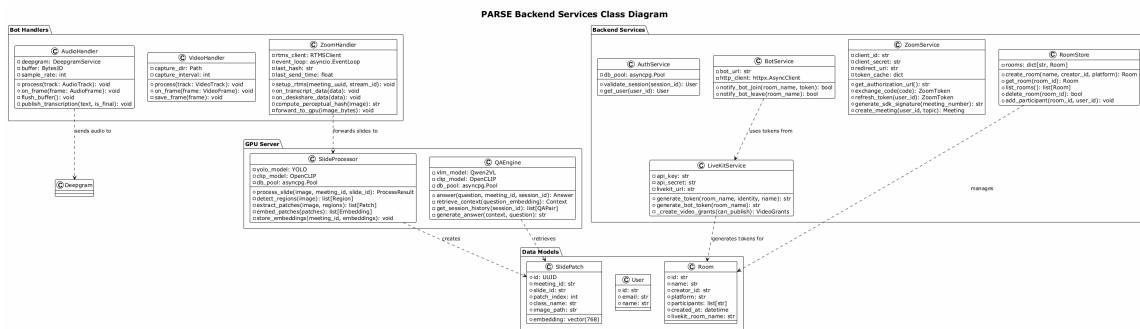 PARSE Backend Services Class Diagram
Bot Handlers
C AudioHandler
deepgram: DeepgramService
buffer: BytesIO
sample_rate: int
process(track: AudioTrack): void
on_frame(frame: AudioFrame): void
flush_buffer(): void
publish_transcription(text, is_final): void
C VideoHandler
capture_dir: Path
capture_interval: int
process(track: VideoTrack): void
on_frame(frame: VideoFrame): void
save_frame(frame): void
C ZoomHandler
rtms_client: RTMSClient
event_loop: asyncio.EventLoop
last_hash: str
last_send_time: float
setup_rtms(meeting_uuid, stream_id): void
on_transcript_data(data): void
on_deskshare_data(data): void
compute_perceptual_hash(image): str
forward_to_gpu(image_bytes): void
Backend Services
C AuthService
db_pool: asyncpg.Pool
validate_session(session_id): User
get_user(user_id): User
C BotService
bot_url: str
http_client: httpx.AsyncClient
notify_bot_join(room_name, token): bool
notify_bot_leave(room_name): bool
C ZoomService
client_id: str
client_secret: str
redirect_uri: str
token_cache: dict
get_authorization_url(): str
exchange_code(code): ZoomToken
refresh_token(user_id): ZoomToken
generate_sdk_signature(meeting_number): str
create_meeting(user_id, topic): Meeting
C RoomStore
rooms: dict[str, Room]
create_room(name, creator_id, platform): Room
get_room(room_id): Room
list_rooms(): list[Room]
delete_room(room_id): bool
add_participant(room_id, user_id): void
sends audio to
forwards slides to
uses tokens from
C Deepgram
GPU Server
C SlideProcessor
yolo_model: YOLO
clip_model: OpenCLIP
db_pool: asyncpg.Pool
process_slide(image, meeting_id, slide_id): ProcessResult
detect_regions(image): list[Region]
extract_patches(image, regions): list[Patch]
embed_patches(patches): list[Embedding]
store_embeddings(meeting_id, embeddings): void
C QAEngine
vlm_model: Qwen2VL
clip_model: OpenCLIP
db_pool: asyncpg.Pool
answer(question, meeting_id, session_id): Answer
retrieve_context(question_embedding): Context
get_session_history(session_id): list[QAPair]
generate_answer(context, question): str
C LiveKitService
api_key: str
api_secret: str
livekit_url: str
generate_token(room_name, identity, name): str
generate_bot_token(room_name): str
_create_video_grants(can_publish): VideoGrants
manages
creates
retrieves
generates tokens for
Data Models
C SlidePatch
id: UUID
meeting_id: str
slide_id: str
patch_index: int
class_name: str
image_path: str
embedding: vector(768)
C User
id: str
email: str
name: str
C Room
id: str
name: str
creator_id: str
platform: str
participants: list[str]
created_at: datetime
livekit_room_name: str